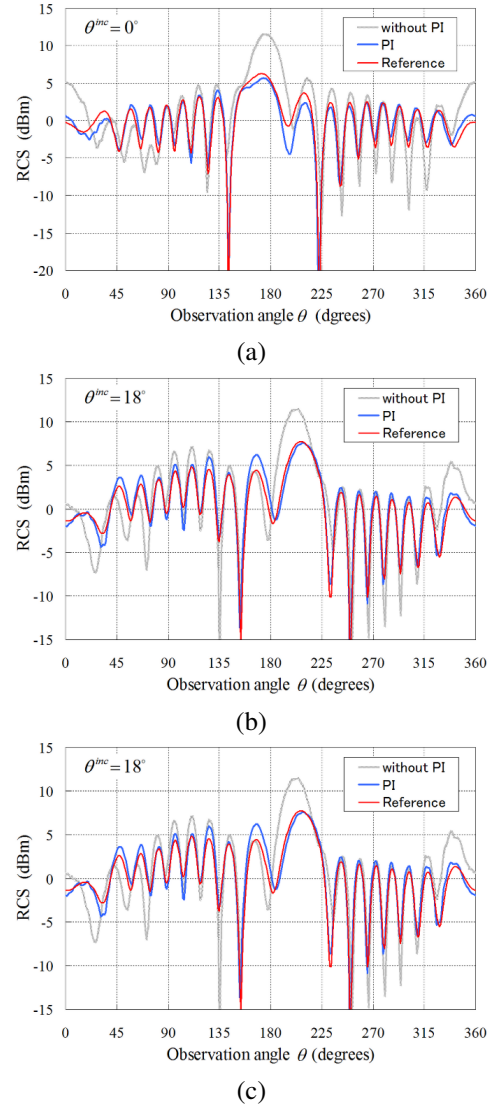 θ^inc = 0°
without PI
PI
Reference
RCS (dBm)
15
10
5
0
-5
-10
-15
-20
0 45 90 135 180 225 270 315 360
Observation angle θ (dgrees)
(a)
θ^inc = 18°
without PI
PI
Reference
RCS (dBm)
15
10
5
0
-5
-10
-15
0 45 90 135 180 225 270 315 360
Observation angle θ (degrees)
(b)
θ^inc = 18°
without PI
PI
Reference
RCS (dBm)
15
10
5
0
-5
-10
-15
0 45 90 135 180 225 270 315 360
Observation angle θ (degrees)
(c)